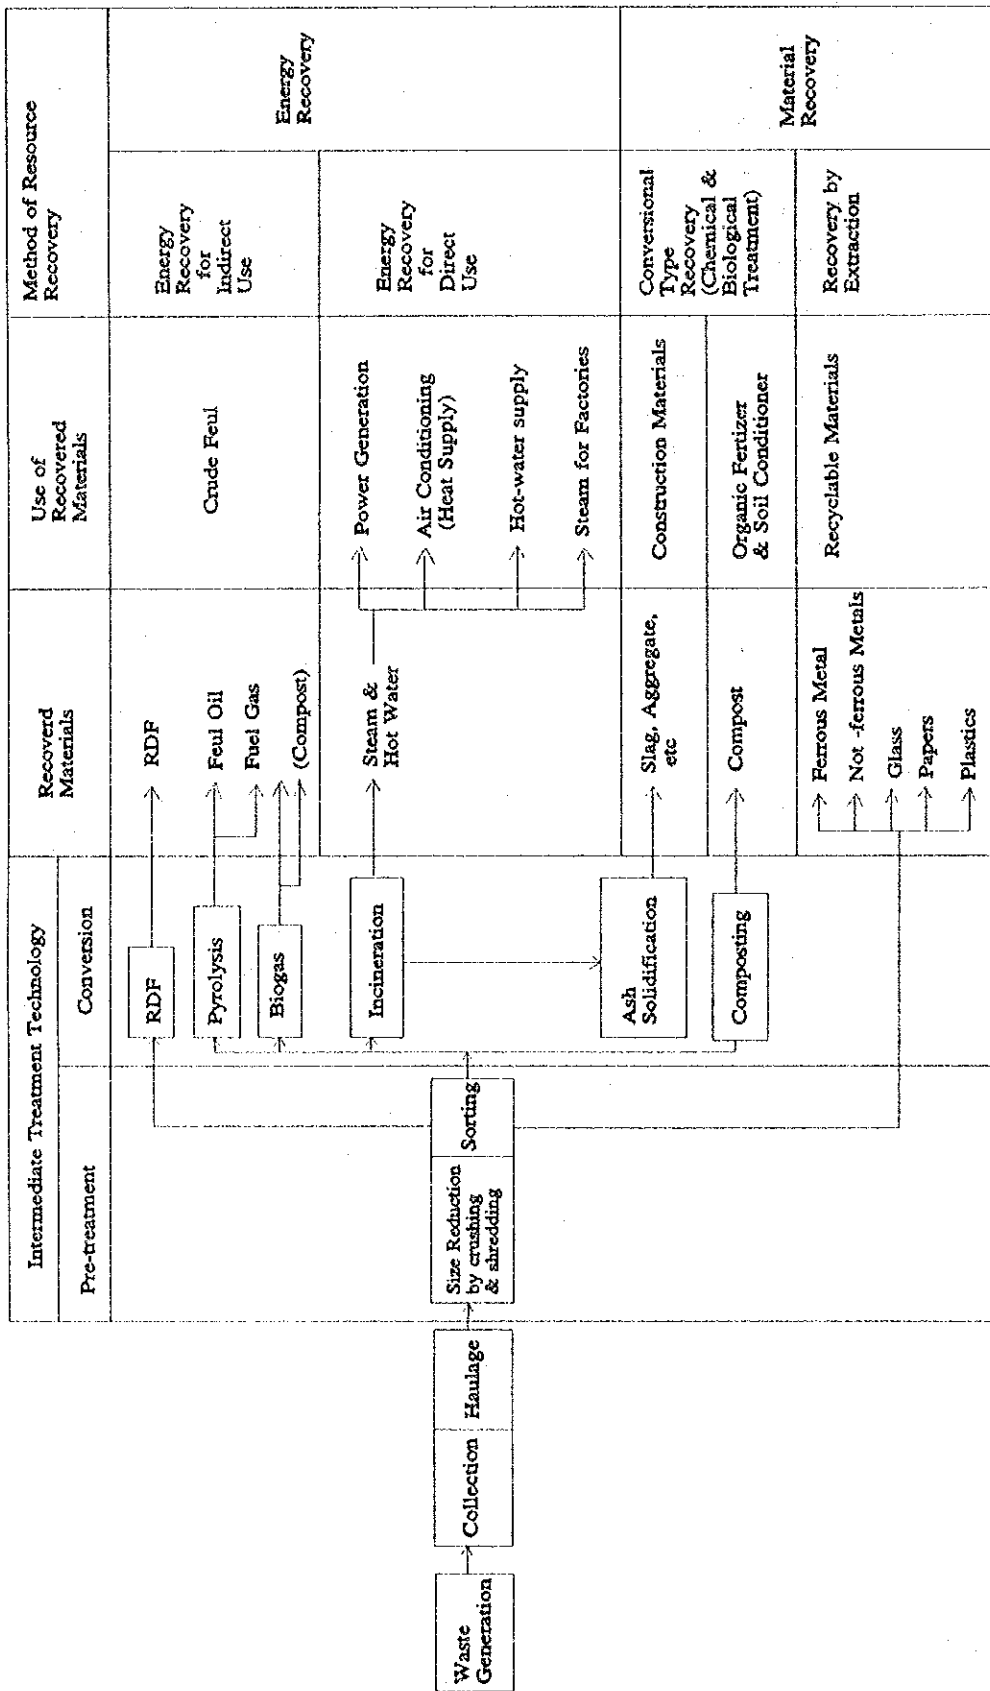 Intermediate Treatment Technology
Pre-treatment
Conversion
Recoverd
Materials
Use of
Recovered
Materials
Method of Resource
Recovery
Waste
Generation
Collection
Haulage
Size Reduction
by crushing
& shredding
Sorting
RDF
RDF
Crude Feul
Energy
Recovery
for
Indirect
Use
Energy
Recovery
Pyrolysis
Feul Oil
Fuel Gas
Biogas
(Compost)
Incineration
Steam &
Hot Water
Power Generation
Air Conditioning
(Heat Supply)
Hot-water supply
Steam for Factories
Energy
Recovery
for
Direct
Use
Ash
Solidification
Slag, Aggregate,
etc
Construction Materials
Conversional
Type
Recovery
(Chemical &
Biological
Treatment)
Material
Recovery
Composting
Compost
Organic Fertizer
& Soil Conditioner
Ferrous Metal
Not -ferrous Metals
Glass
Papers
Plastics
Recyclable Materials
Recovery by
Extraction